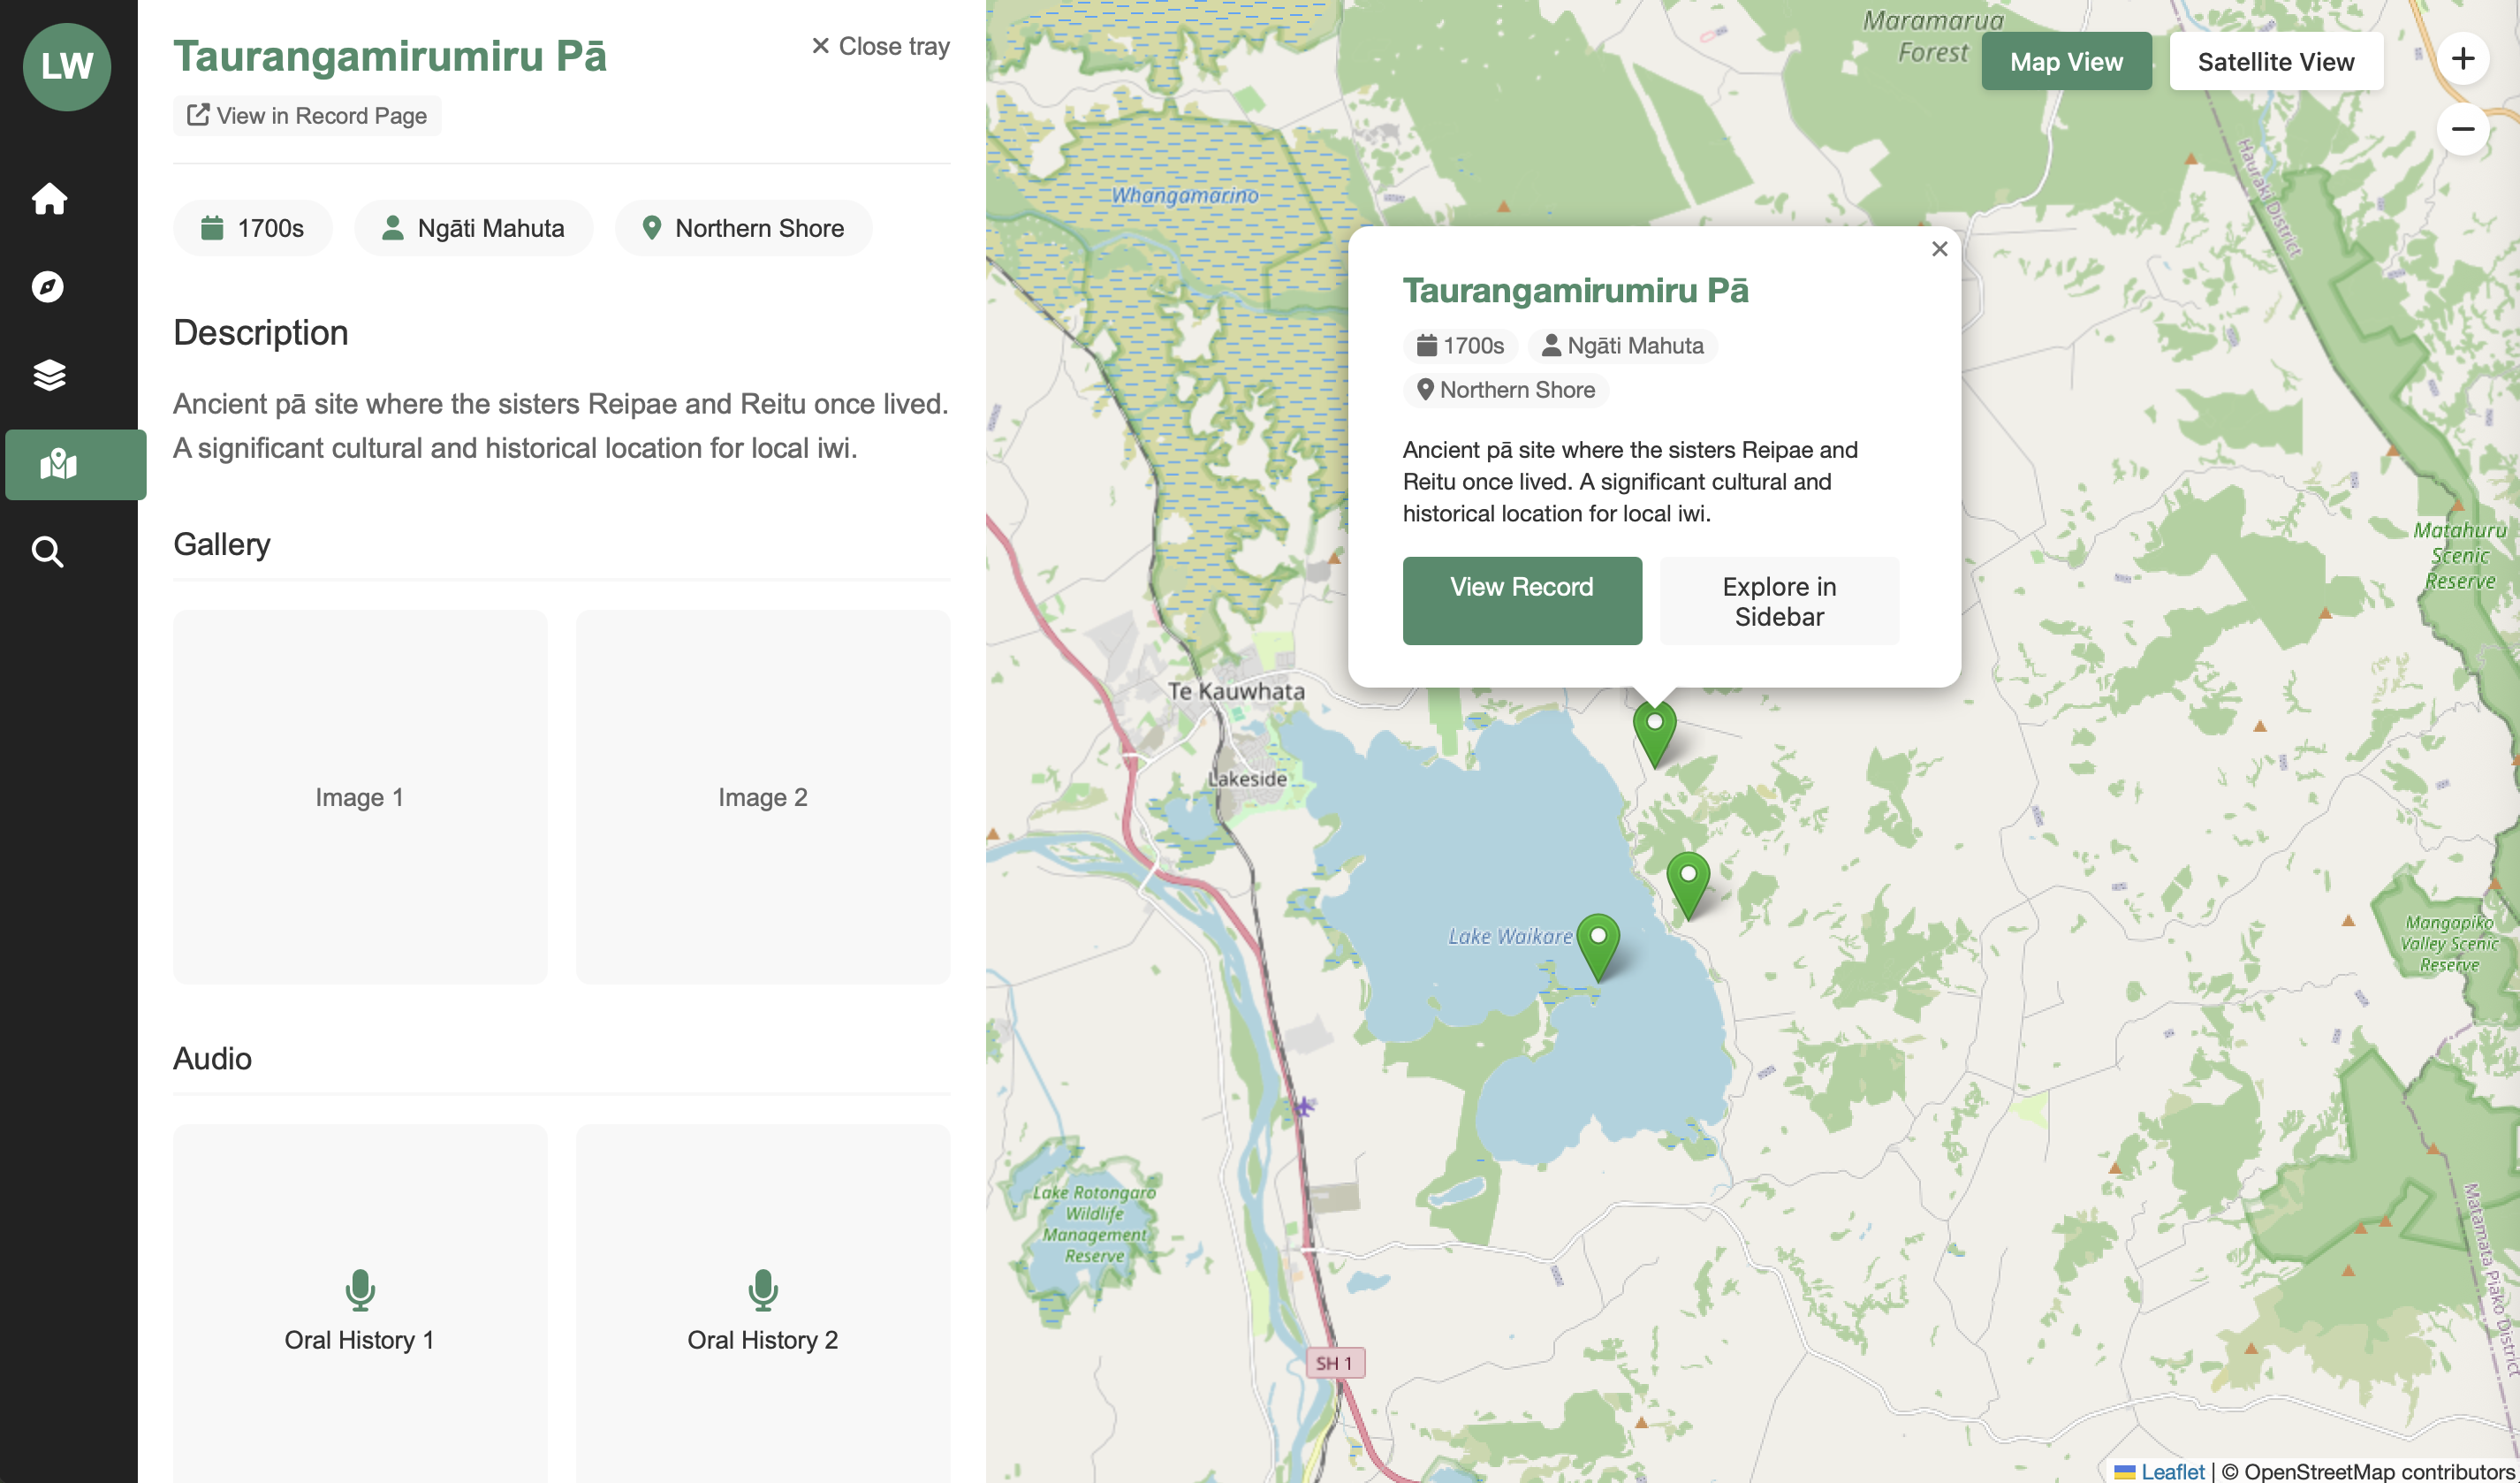 LW
Taurangamirumiru Pā
Close tray
View in Record Page
1700s
Ngāti Mahuta
Northern Shore
Description
Ancient pā site where the sisters Reipae and Reitu once lived.
A significant cultural and historical location for local iwi.
Gallery
Image 1
Image 2
Audio
Oral History 1
Oral History 2
Maramarua
Forest
Map View
Satellite View
Hauraki District
Whangamarino
Taurangamirumiru Pā
1700s
Ngāti Mahuta
Northern Shore
Ancient pā site where the sisters Reipae and
Reitu once lived. A significant cultural and
historical location for local iwi.
View Record
Explore in
Sidebar
Matahuru
Scenic
Reserve
Te Kauwhata
Lakeside
Lake Waikare
Mangapiko
Valley Scenic
Reserve
Lake Rotongaro
Wildlife
Management
Reserve
Matamata Piako District
SH 1
Leaflet | © OpenStreetMap contributors